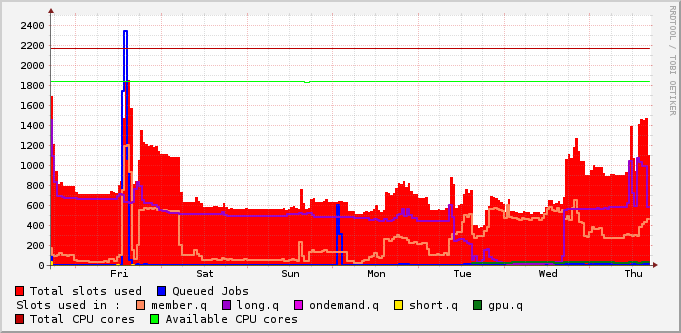 RRDTOOL / TOBI OETIKER
2400
2200
2000
1800
1600
1400
1200
1000
800
600
400
200
0
Fri Sat Sun Mon Tue Wed Thu
Total slots used Queued Jobs
Slots used in : member.q long.q ondemand.q short.q gpu.q
Total CPU cores Available CPU cores